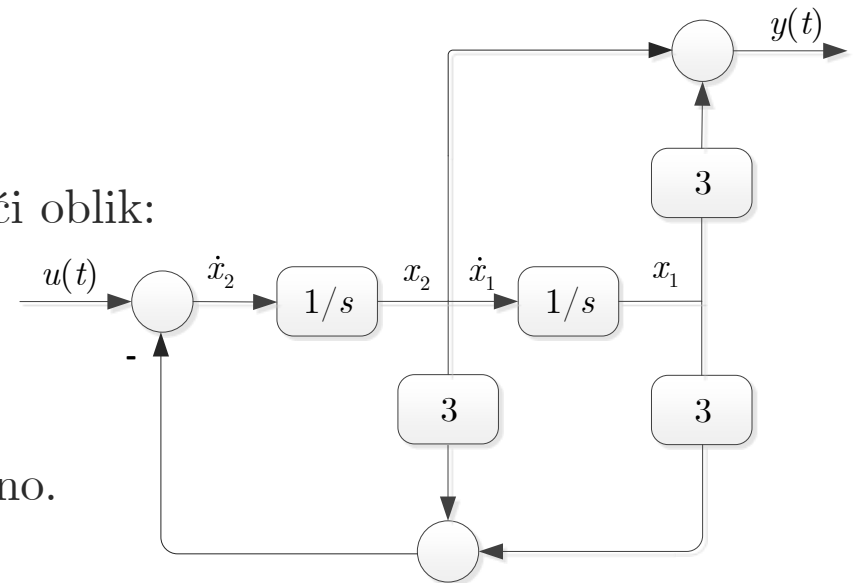 y(t)
3
ći oblik:
u(t) ẋ₂ 1/s x₂ ẋ₁ 1/s x₁
-
3 3
no.